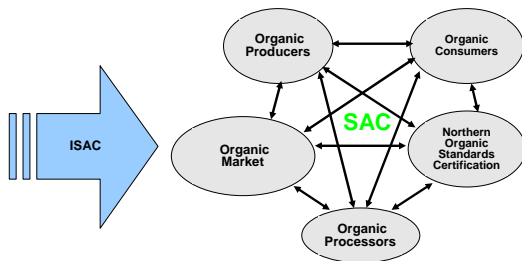 Organic
Producers
Organic
Consumers
ISAC
SAC
Organic
Market
Northern
Organic
Standards
Certification
Organic
Processors